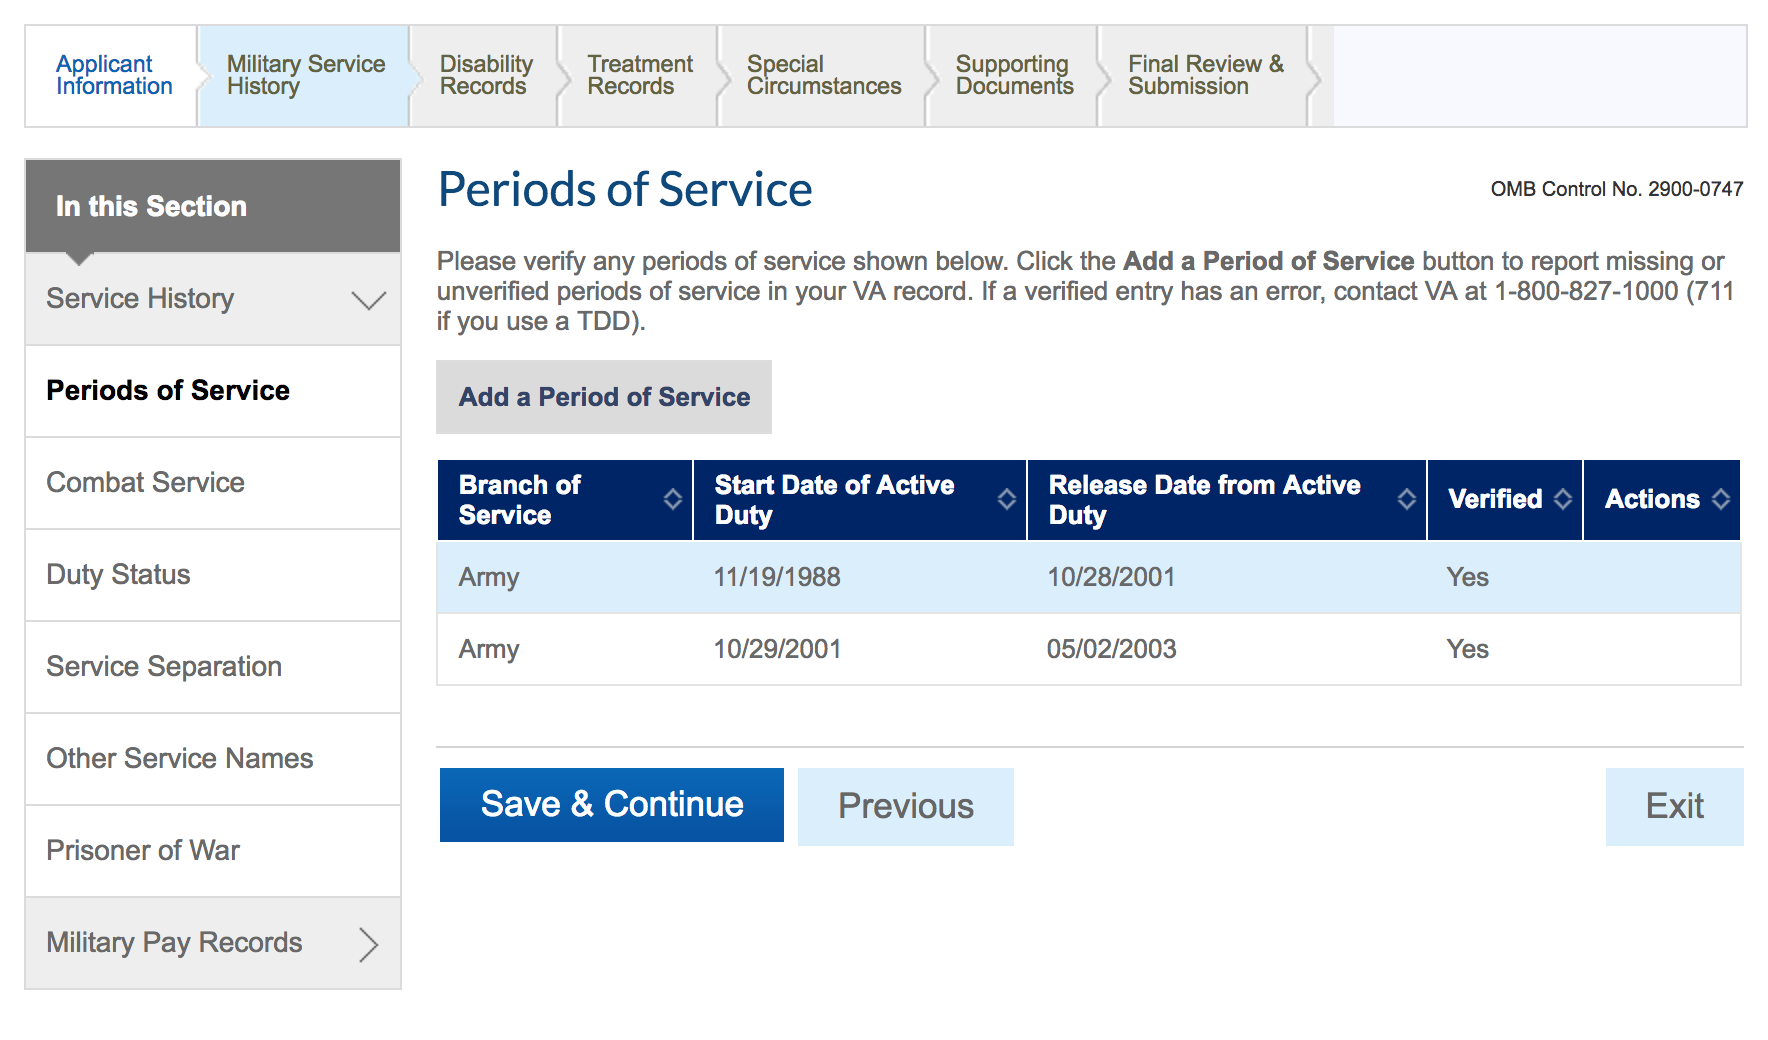 Applicant
Information
Military Service
History
Disability
Records
Treatment
Records
Special
Circumstances
Supporting
Documents
Final Review &
Submission
In this Section
Service History
Periods of Service
Combat Service
Duty Status
Service Separation
Other Service Names
Prisoner of War
Military Pay Records
Periods of Service
OMB Control No. 2900-0747
Please verify any periods of service shown below. Click the Add a Period of Service button to report missing or
unverified periods of service in your VA record. If a verified entry has an error, contact VA at 1-800-827-1000 (711
if you use a TDD).
Add a Period of Service
Branch of
Service
Start Date of Active
Duty
Release Date from Active
Duty
Verified
Actions
Army 11/19/1988 10/28/2001 Yes
Army 10/29/2001 05/02/2003 Yes
Save & Continue
Previous
Exit